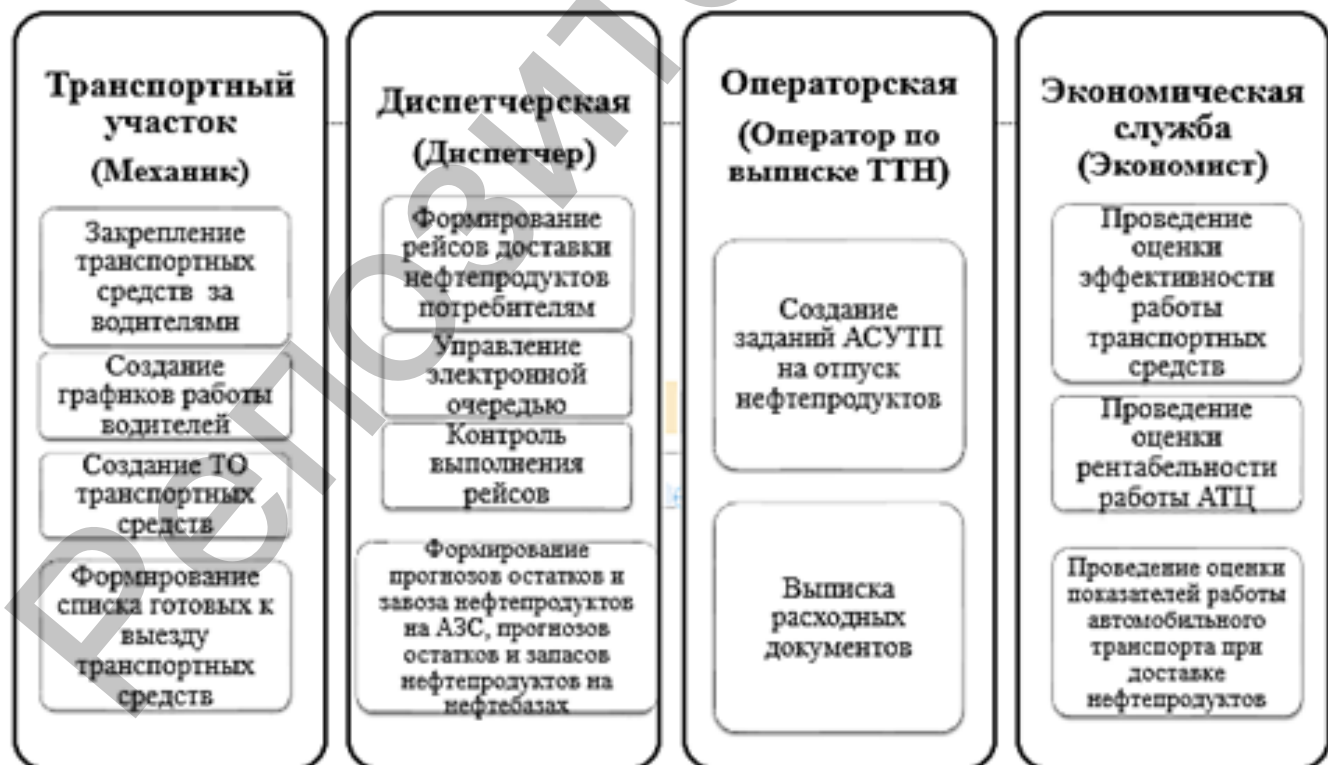 Транспортный
участок
(Механик)
Закрепление
транспортных
средств за
водителями
Создание
графиков работы
водителей
Создание ТО
транспортных
средств
Формирование
списка готовых к
выезду
транспортных
средств
Диспетчерская
(Диспетчер)
Формирование
рейсов доставки
нефтепродуктов
потребителям
Управление
электронной
очередью
Контроль
выполнения
рейсов
Формирование
прогнозов остатков и
завоза нефтепродуктов
на АЗС, прогнозов
остатков и запасов
нефтепродуктов на
нефтебазах
Операторская
(Оператор по
выписке ТТН)
Создание
заданий АСУТП
на отпуск
нефтепродуктов
Выписка
расходных
документов
Экономическая
служба
(Экономист)
Проведение
оценки
эффективности
работы
транспортных
средств
Проведение
оценки
рентабельности
работы АТЦ
Проведение оценки
показателей работы
автомобильного
транспорта при
доставке
нефтепродуктов
Репозит